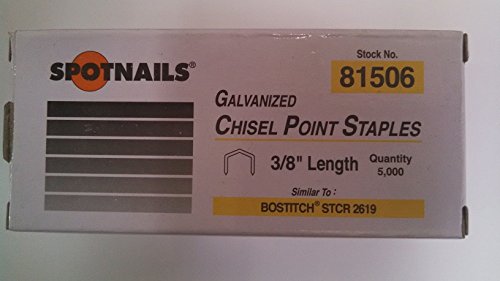 SPOTNAILS®
Stock No.
81506
GALVANIZED
CHISEL POINT STAPLES
3/8" Length
Quantity
5,000
Similar To:
BOSTITCH® STCR 2619